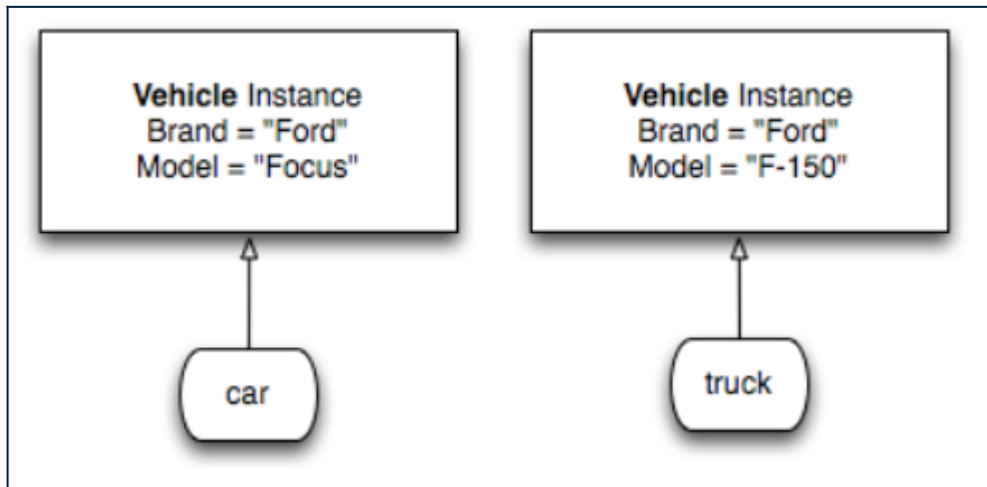 Vehicle Instance
Brand = "Ford"
Model = "Focus"
car
Vehicle Instance
Brand = "Ford"
Model = "F-150"
truck